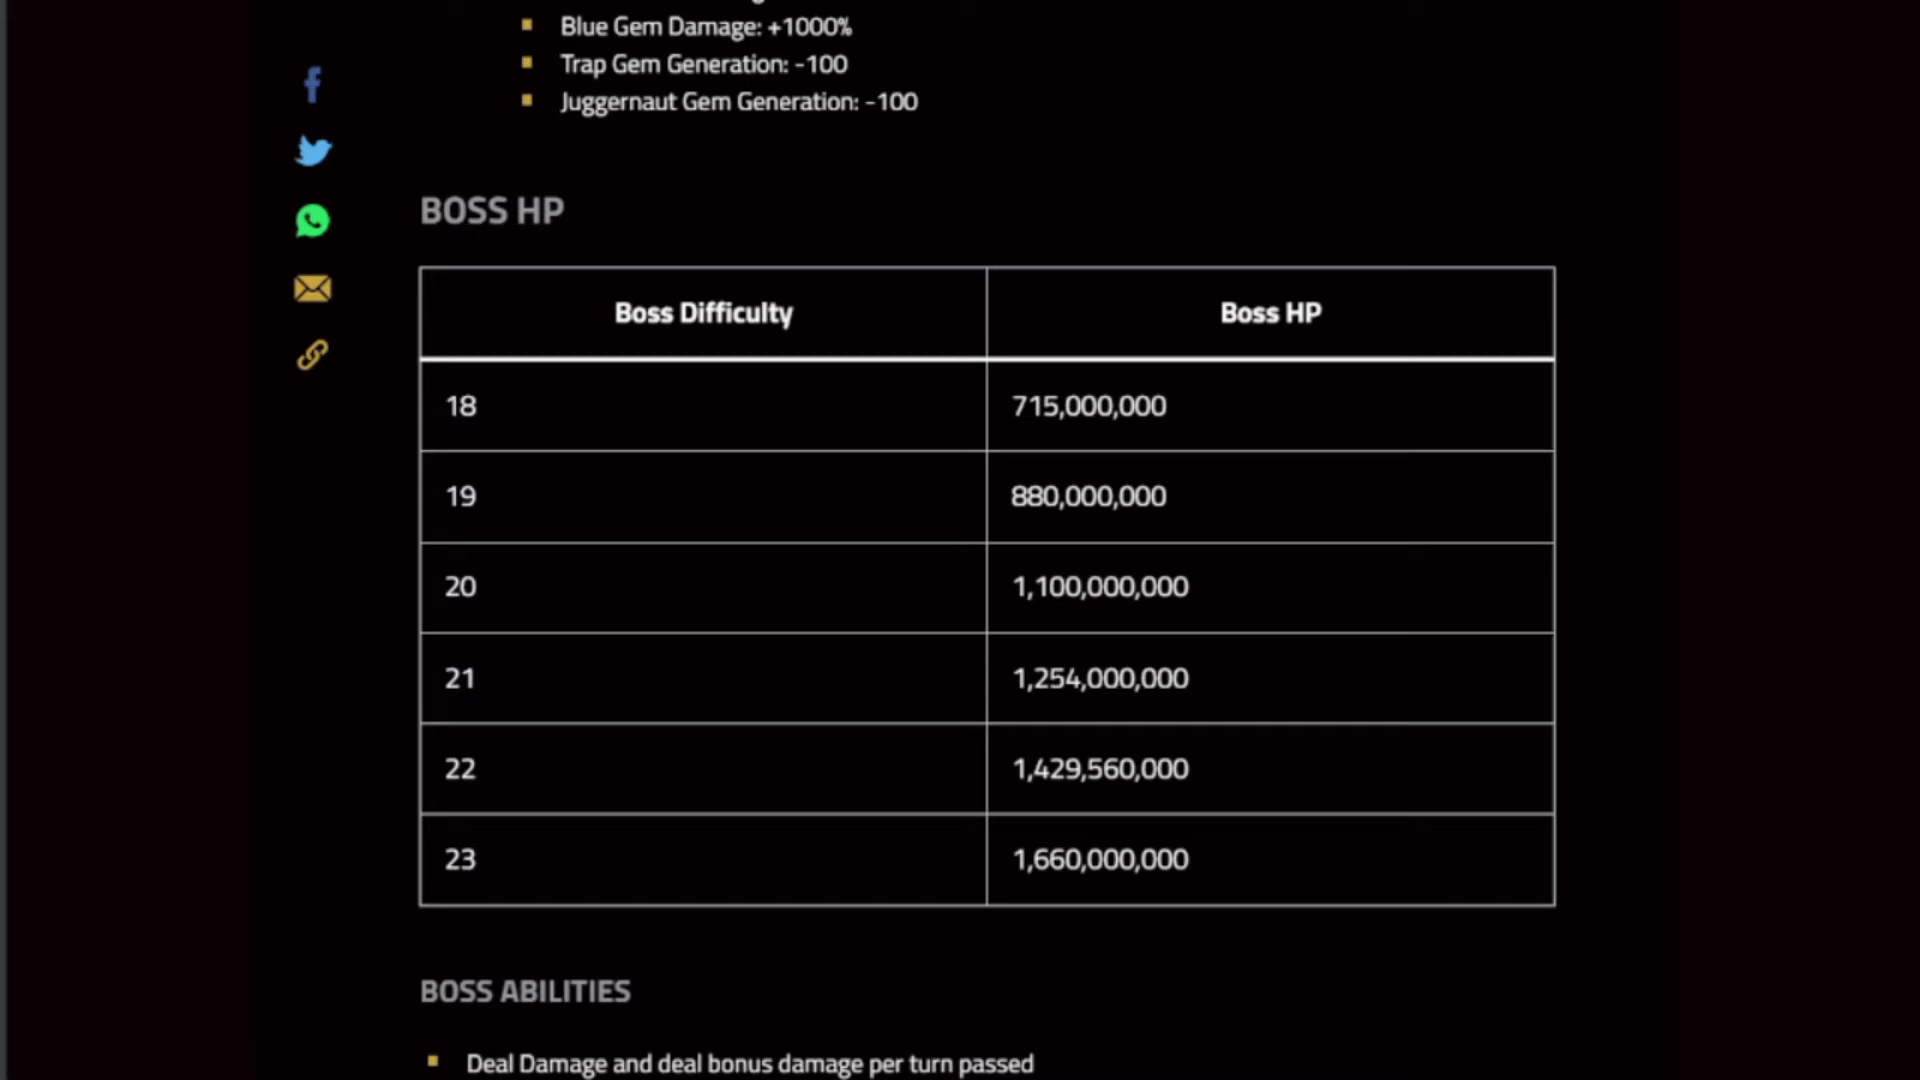 Blue Gem Damage: +1000%
Trap Gem Generation: -100
Juggernaut Gem Generation: -100
BOSS HP
Boss Difficulty Boss HP
18 715,000,000
19 880,000,000
20 1,100,000,000
21 1,254,000,000
22 1,429,560,000
23 1,660,000,000
BOSS ABILITIES
Deal Damage and deal bonus damage per turn passed